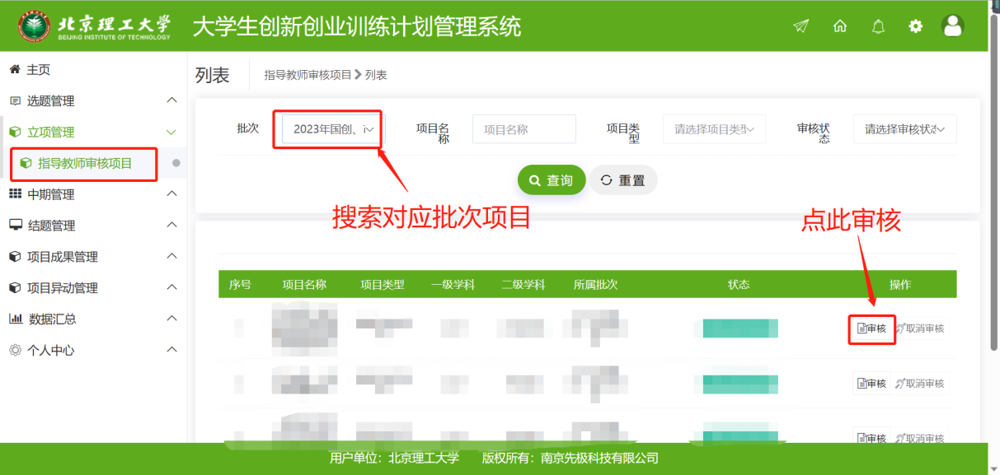 北京理工大学
BEIJING INSTITUTE OF TECHNOLOGY
大学生创新创业训练计划管理系统
主页
选题管理
立项管理
指导教师审核项目
中期管理
结题管理
项目成果管理
项目异动管理
数据汇总
个人中心
列表
指导教师审核项目 列表
批次
2023年国创、i
项目名称
项目名称
项目类型
请选择项目类型
审核状态
请选择审核状态
查询
重置
搜索对应批次项目
点此审核
序号 项目名称 项目类型 一级学科 二级学科 所属批次 状态 操作
审核 取消审核
审核 取消审核
审核 取消审核
用户单位：北京理工大学 版权所有：南京先极科技有限公司